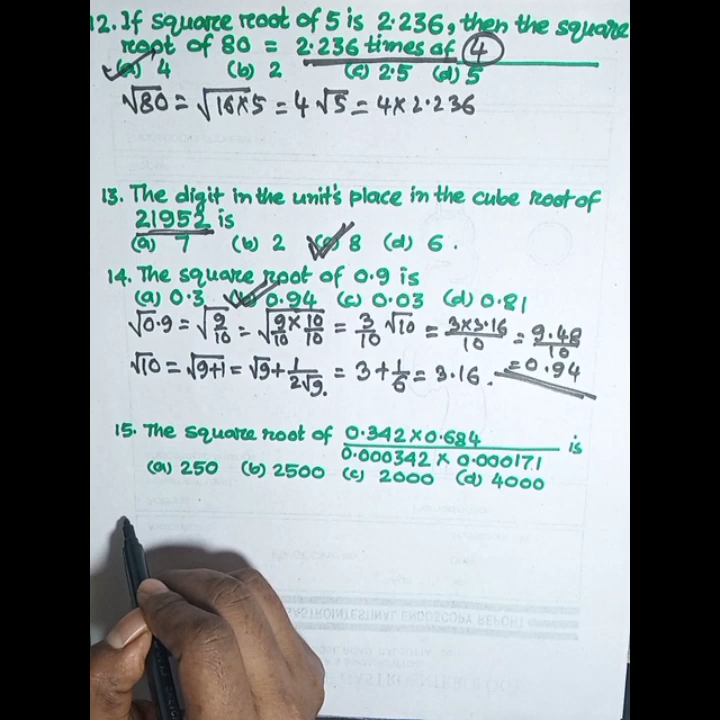 12. If square root of 5 is 2.236, then the square
root of 80 = 2.236 times of 4
(a) 4 (b) 2 (c) 2.5 (d) 5
√80 = √16×5 = 4√5 = 4×2.236
13. The digit in the unit's place in the cube root of
21952 is
(a) 7 (b) 2 (c) 8 (d) 6.
14. The square root of 0.9 is
(a) 0.3 (b) 0.94 (c) 0.03 (d) 0.81
√0.9 = √9/10 = √9/10 × 10/10 = 3/10 √10 = 3×3.16/10 = 9.48/10
√10 = √9+1 = √9 + 1/2√9. = 3 + 1/6 = 3.16. = 0.94
15. The square root of 0.342×0.684 / 0.000342 × 0.000171 is
(a) 250 (b) 2500 (c) 2000 (d) 4000